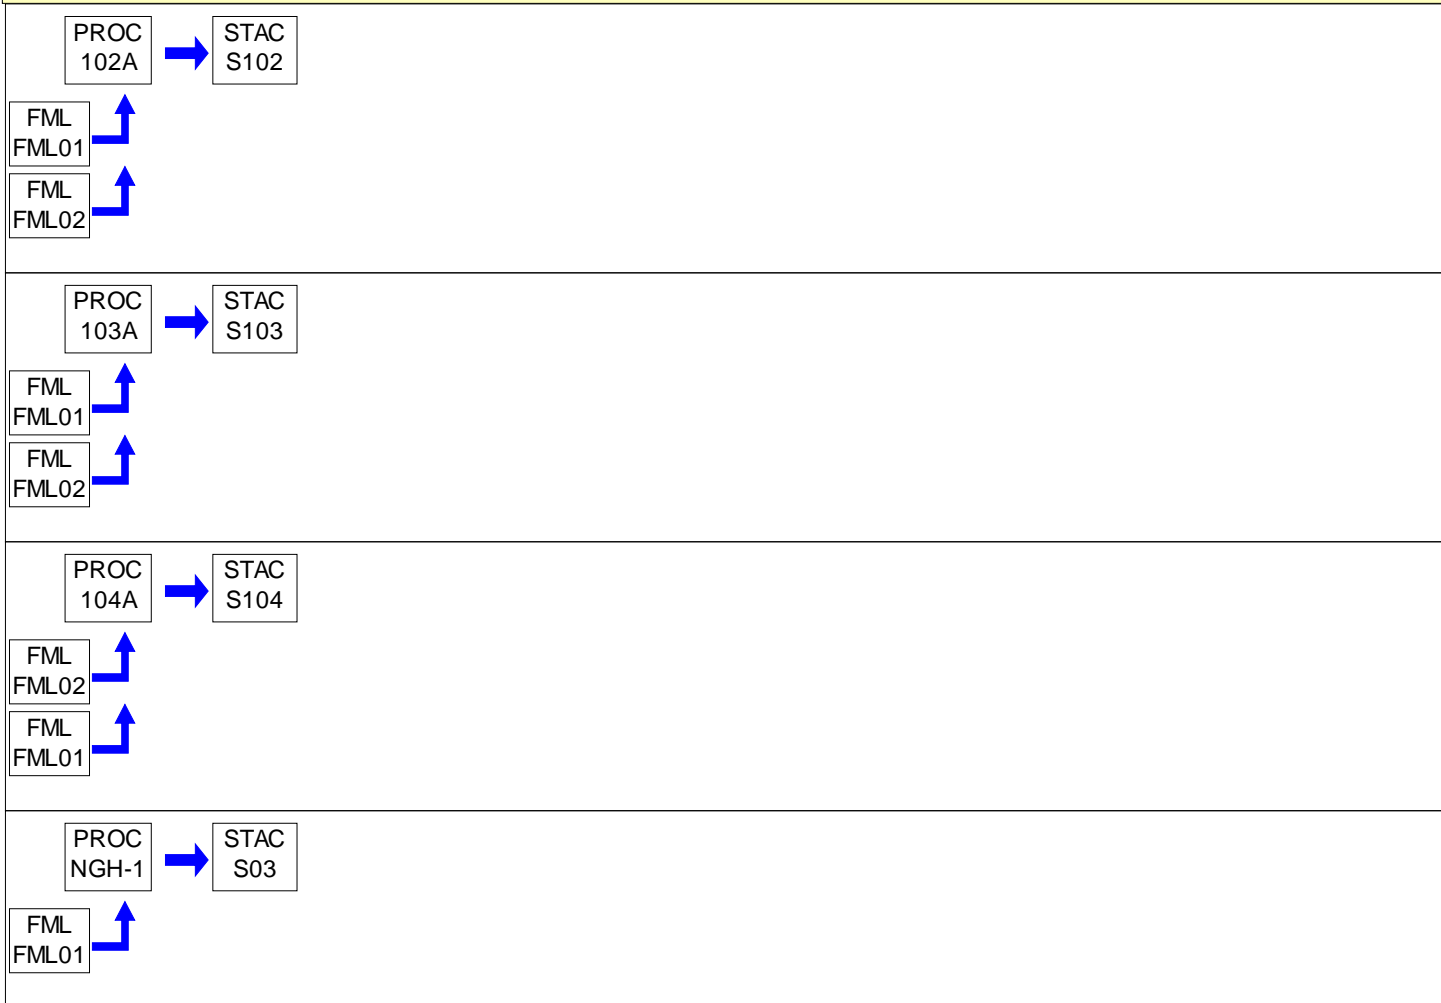 PROC
102A
STAC
S102
FML
FML01
FML
FML02
PROC
103A
STAC
S103
FML
FML01
FML
FML02
PROC
104A
STAC
S104
FML
FML02
FML
FML01
PROC
NGH-1
STAC
S03
FML
FML01